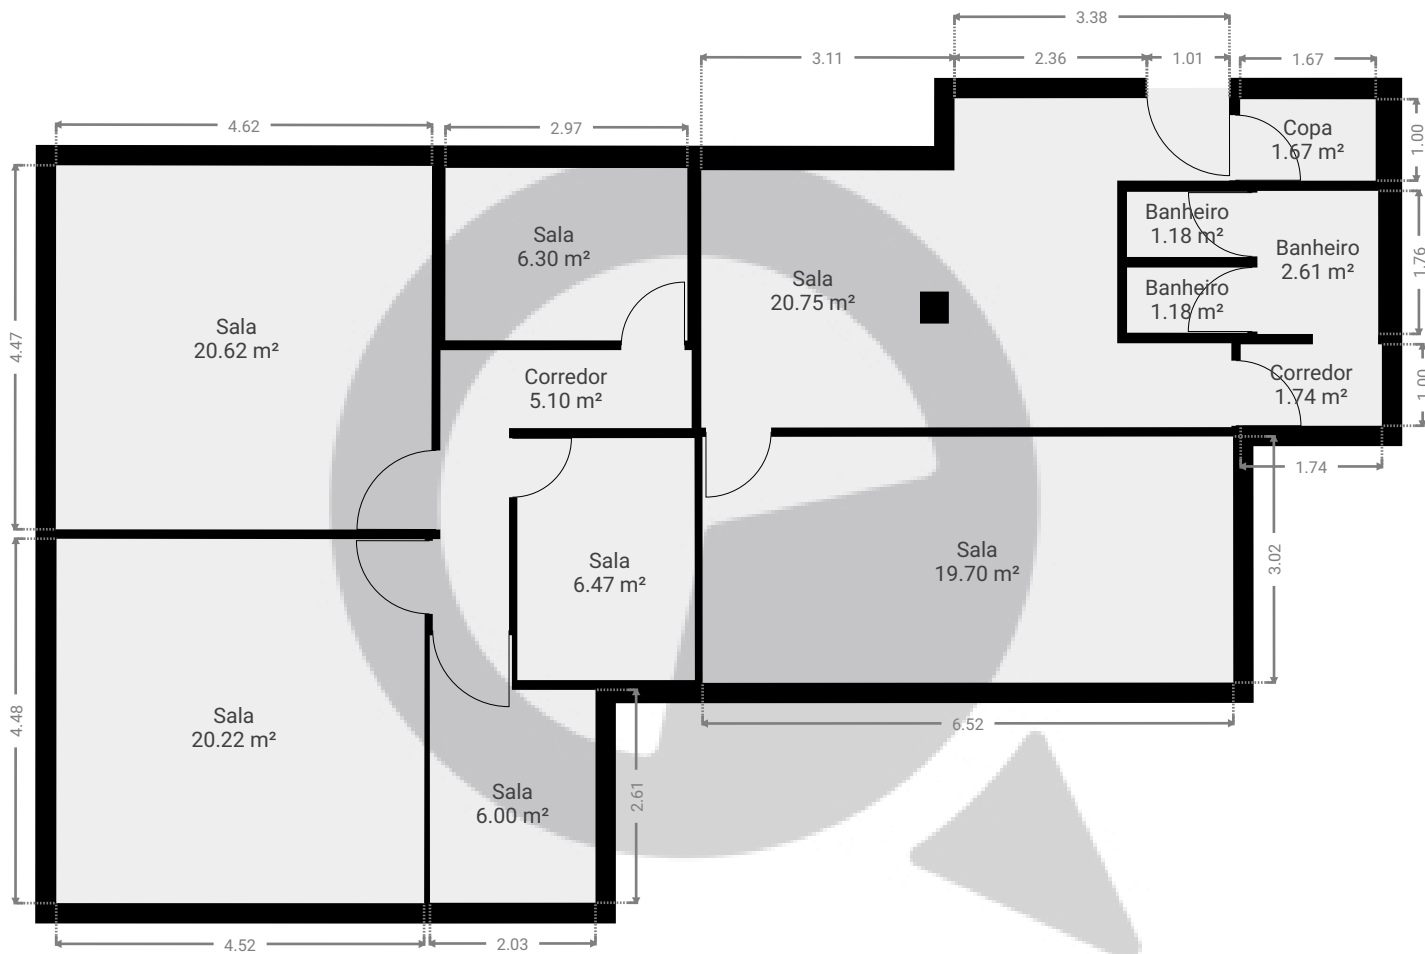 3.38
3.11
2.36
1.01
1.67
4.62
2.97
Copa
1.67 m²
1.00
Banheiro
1.18 m²
Sala
6.30 m²
Banheiro
2.61 m²
1.76
Sala
20.75 m²
Banheiro
1.18 m²
Sala
20.62 m²
4.47
Corredor
5.10 m²
Corredor
1.74 m²
1.00
1.74
Sala
6.47 m²
Sala
19.70 m²
3.02
Sala
20.22 m²
4.48
6.52
Sala
6.00 m²
2.61
4.52
2.03